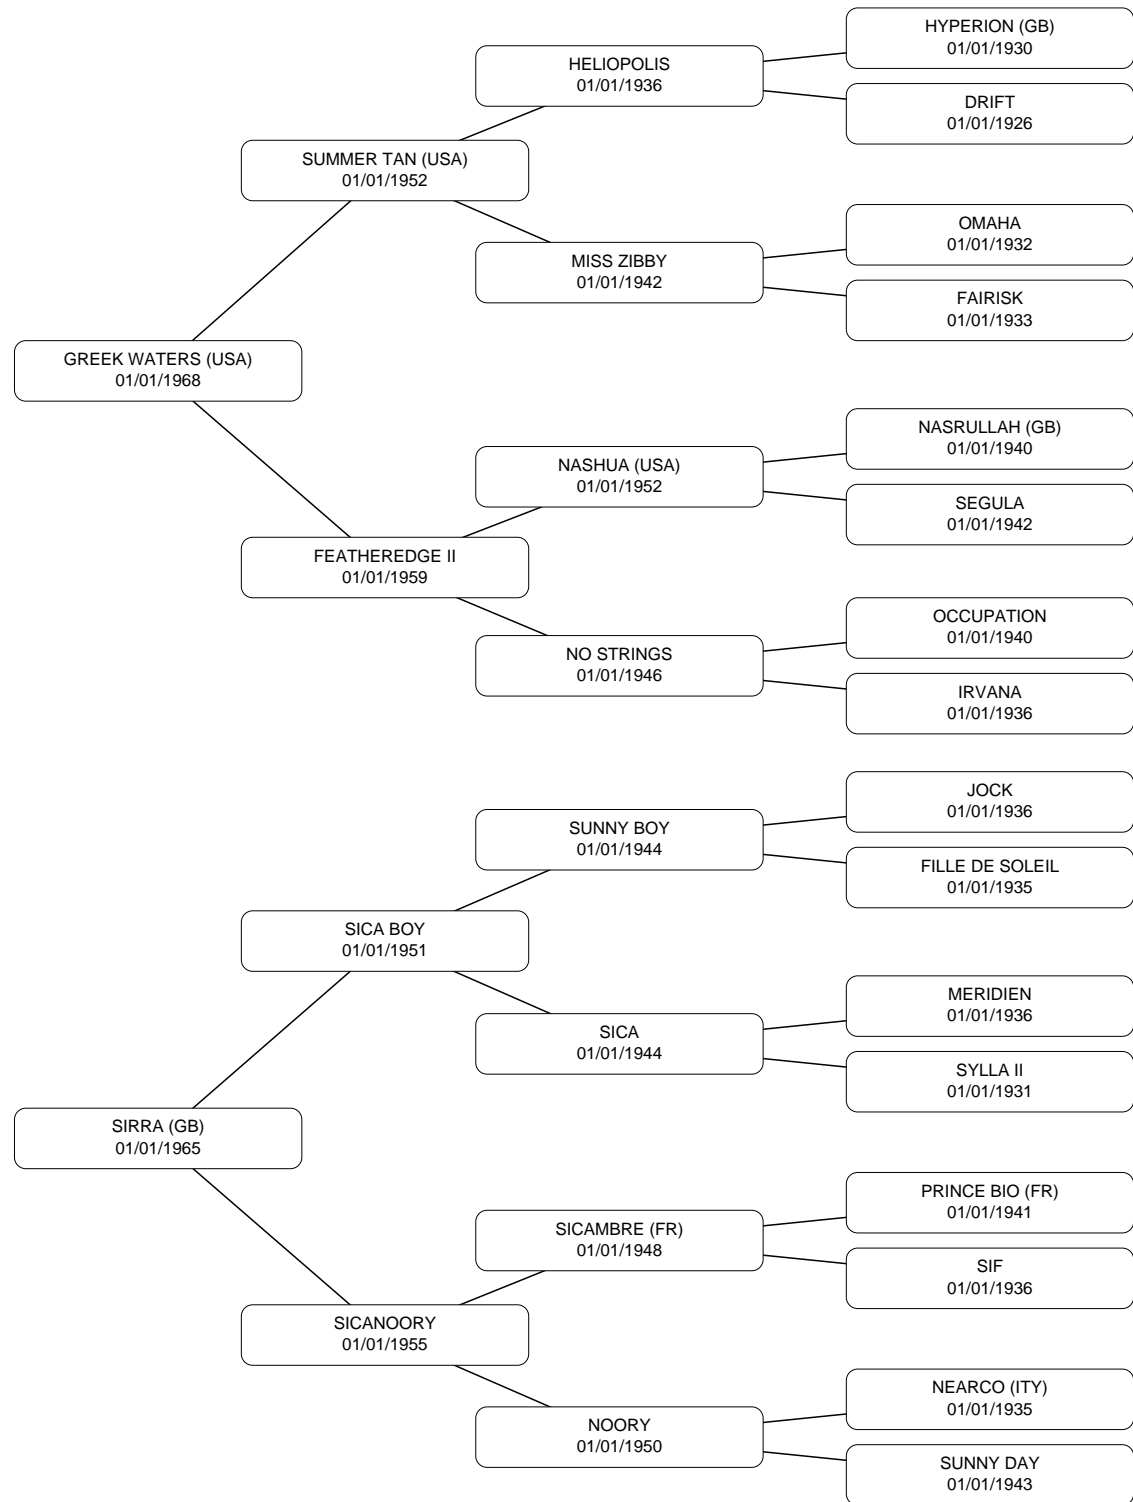 HYPERION (GB)
01/01/1930
HELIOPOLIS
01/01/1936
DRIFT
01/01/1926
SUMMER TAN (USA)
01/01/1952
OMAHA
01/01/1932
MISS ZIBBY
01/01/1942
FAIRISK
01/01/1933
GREEK WATERS (USA)
01/01/1968
NASRULLAH (GB)
01/01/1940
NASHUA (USA)
01/01/1952
SEGULA
01/01/1942
FEATHEREDGE II
01/01/1959
OCCUPATION
01/01/1940
NO STRINGS
01/01/1946
IRVANA
01/01/1936
JOCK
01/01/1936
SUNNY BOY
01/01/1944
FILLE DE SOLEIL
01/01/1935
SICA BOY
01/01/1951
MERIDIEN
01/01/1936
SICA
01/01/1944
SYLLA II
01/01/1931
SIRRA (GB)
01/01/1965
PRINCE BIO (FR)
01/01/1941
SICAMBRE (FR)
01/01/1948
SIF
01/01/1936
SICANOORY
01/01/1955
NEARCO (ITY)
01/01/1935
NOORY
01/01/1950
SUNNY DAY
01/01/1943